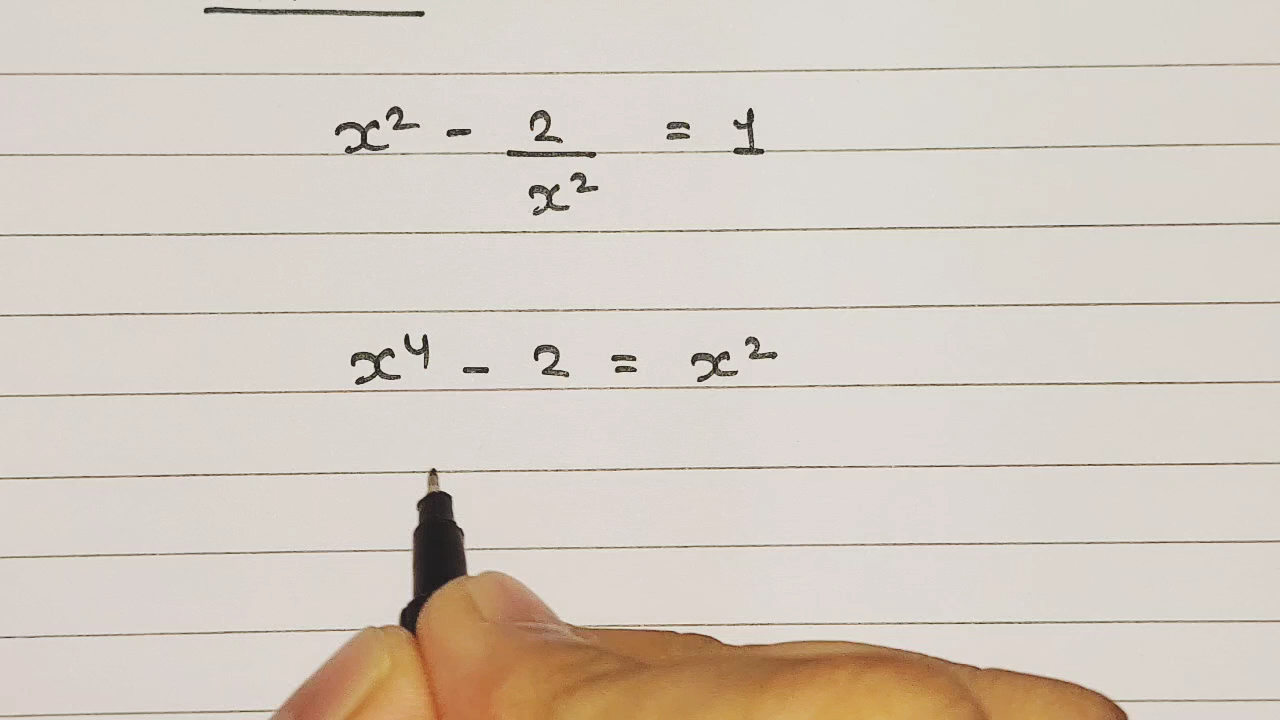 x² - 2/x² = 1
x⁴ - 2 = x²